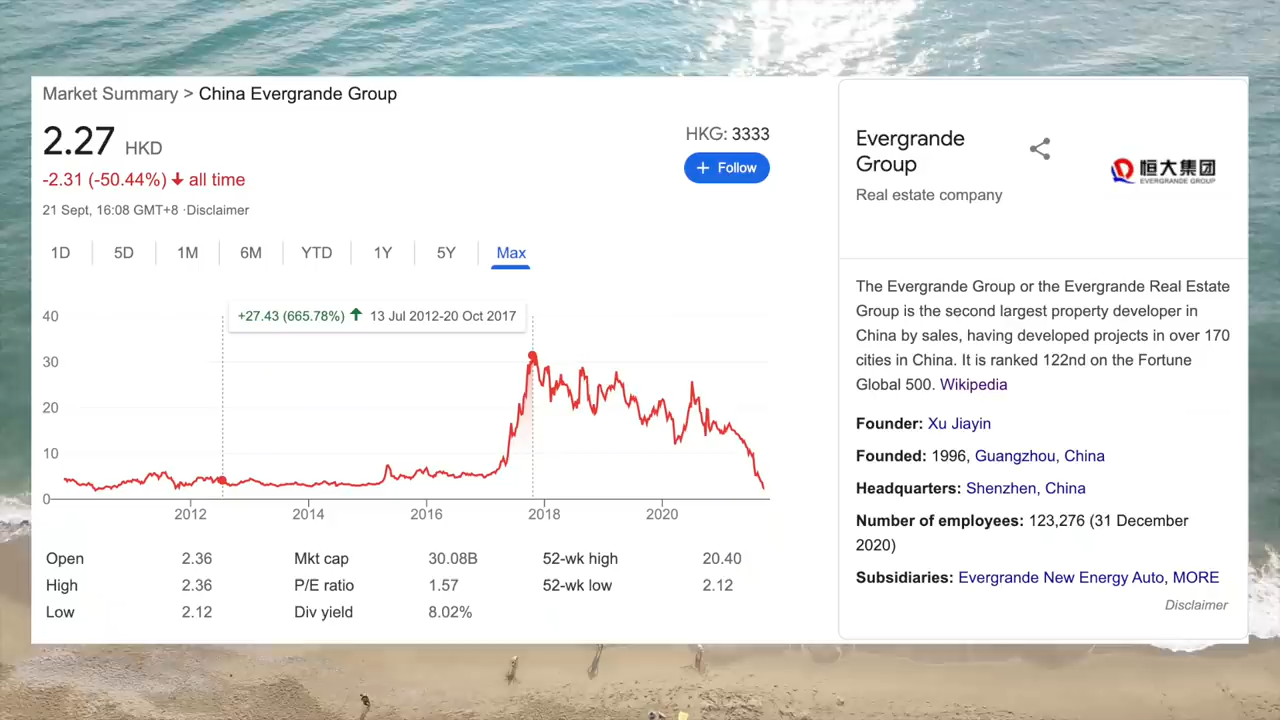 Market Summary > China Evergrande Group
2.27 HKD
-2.31 (-50.44%) ↓ all time
21 Sept, 16:08 GMT+8 ·Disclaimer
HKG: 3333
+ Follow
1D 5D 1M 6M YTD 1Y 5Y Max
+27.43 (665.78%) ↑ 13 Jul 2012-20 Oct 2017
40
30
20
10
0
2012 2014 2016 2018 2020
Open 2.36 Mkt cap 30.08B 52-wk high 20.40
High 2.36 P/E ratio 1.57 52-wk low 2.12
Low 2.12 Div yield 8.02%
Evergrande
Group
Real estate company
恒大集团
EVERGRANDE GROUP
The Evergrande Group or the Evergrande Real Estate
Group is the second largest property developer in
China by sales, having developed projects in over 170
cities in China. It is ranked 122nd on the Fortune
Global 500. Wikipedia
Founder: Xu Jiayin
Founded: 1996, Guangzhou, China
Headquarters: Shenzhen, China
Number of employees: 123,276 (31 December
2020)
Subsidiaries: Evergrande New Energy Auto, MORE
Disclaimer